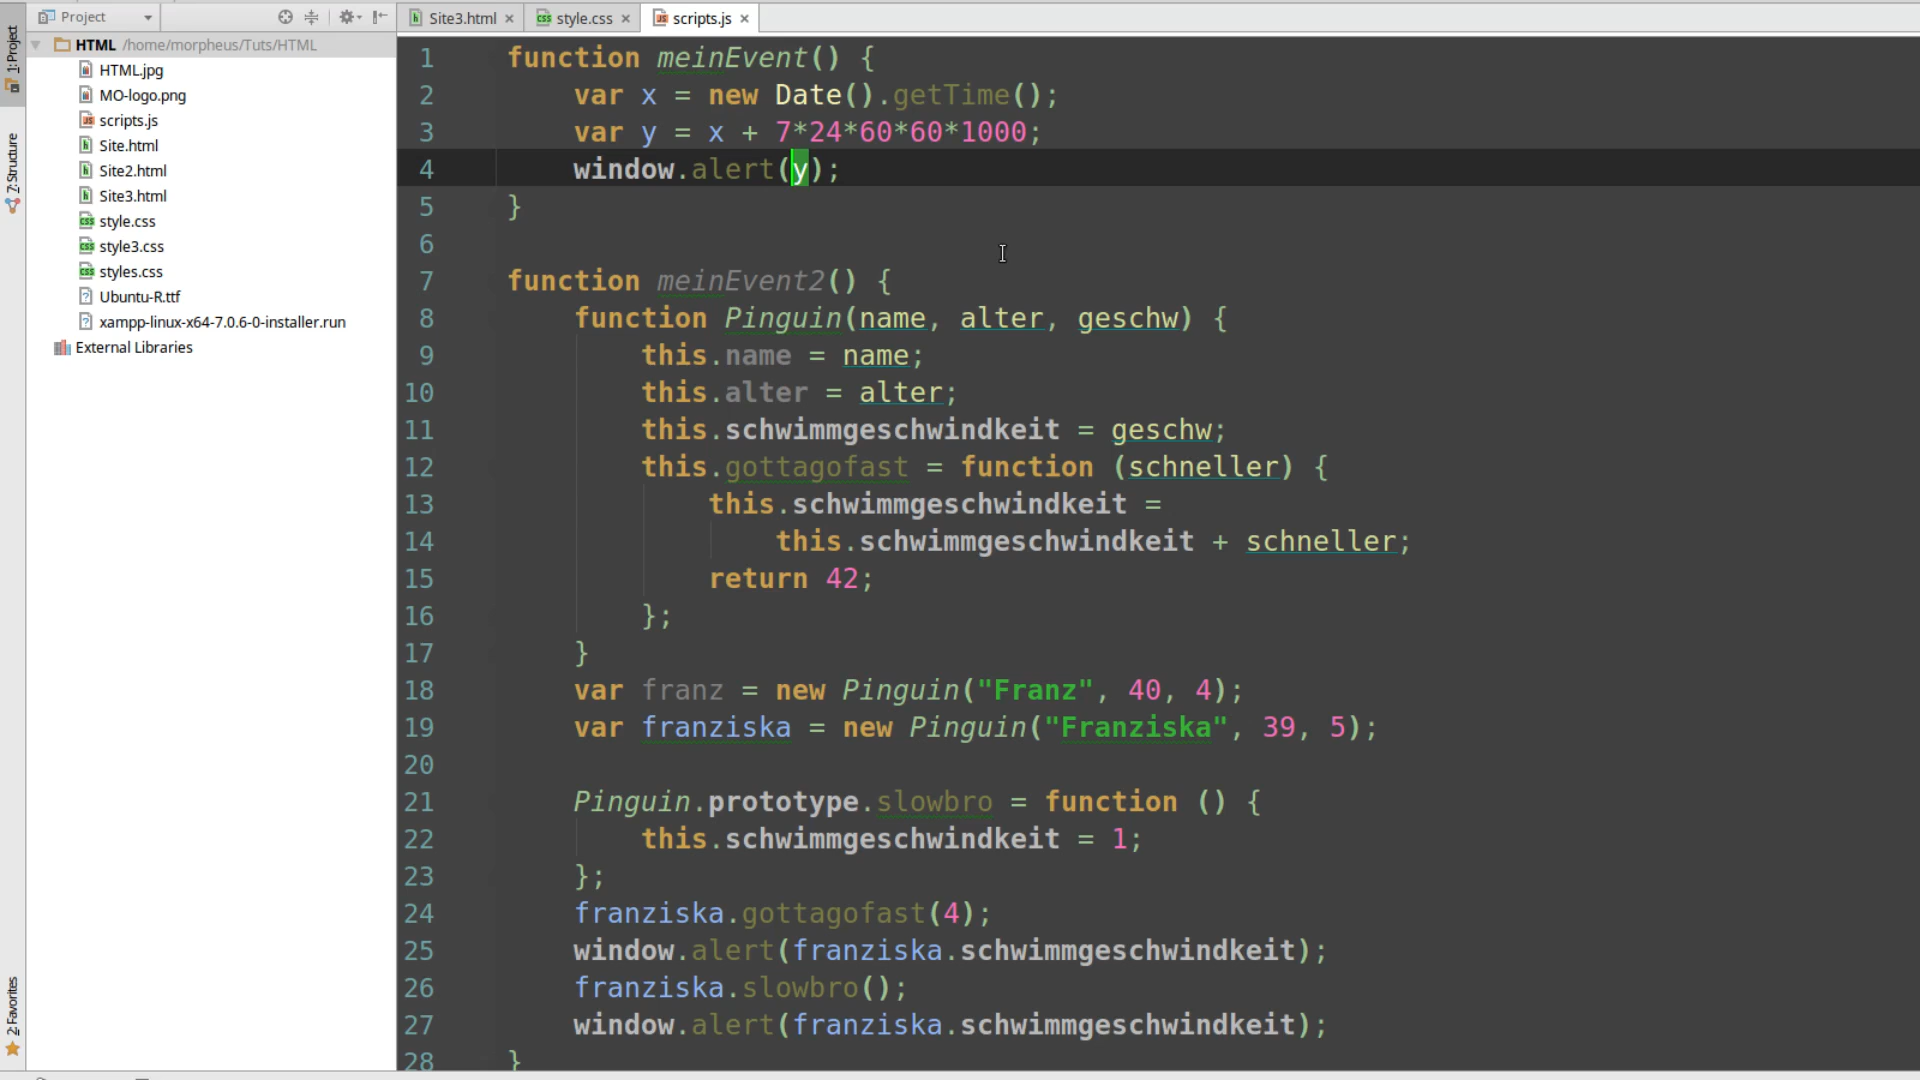 Project
Site3.html
style.css
scripts.js
1: Project
7: Structure
2: Favorites
HTML /home/morpheus/Tuts/HTML
HTML.jpg
MO-logo.png
scripts.js
Site.html
Site2.html
Site3.html
style.css
style3.css
styles.css
Ubuntu-R.ttf
xampp-linux-x64-7.0.6-0-installer.run
External Libraries
1 function meinEvent() {
2 var x = new Date().getTime();
3 var y = x + 7*24*60*60*1000;
4 window.alert(y);
5 }
6
7 function meinEvent2() {
8 function Pinguin(name, alter, geschw) {
9 this.name = name;
10 this.alter = alter;
11 this.schwimmgeschwindkeit = geschw;
12 this.gottagofast = function (schneller) {
13 this.schwimmgeschwindkeit =
14 this.schwimmgeschwindkeit + schneller;
15 return 42;
16 };
17 }
18 var franz = new Pinguin("Franz", 40, 4);
19 var franziska = new Pinguin("Franziska", 39, 5);
20
21 Pinguin.prototype.slowbro = function () {
22 this.schwimmgeschwindkeit = 1;
23 };
24 franziska.gottagofast(4);
25 window.alert(franziska.schwimmgeschwindkeit);
26 franziska.slowbro();
27 window.alert(franziska.schwimmgeschwindkeit);
28 }